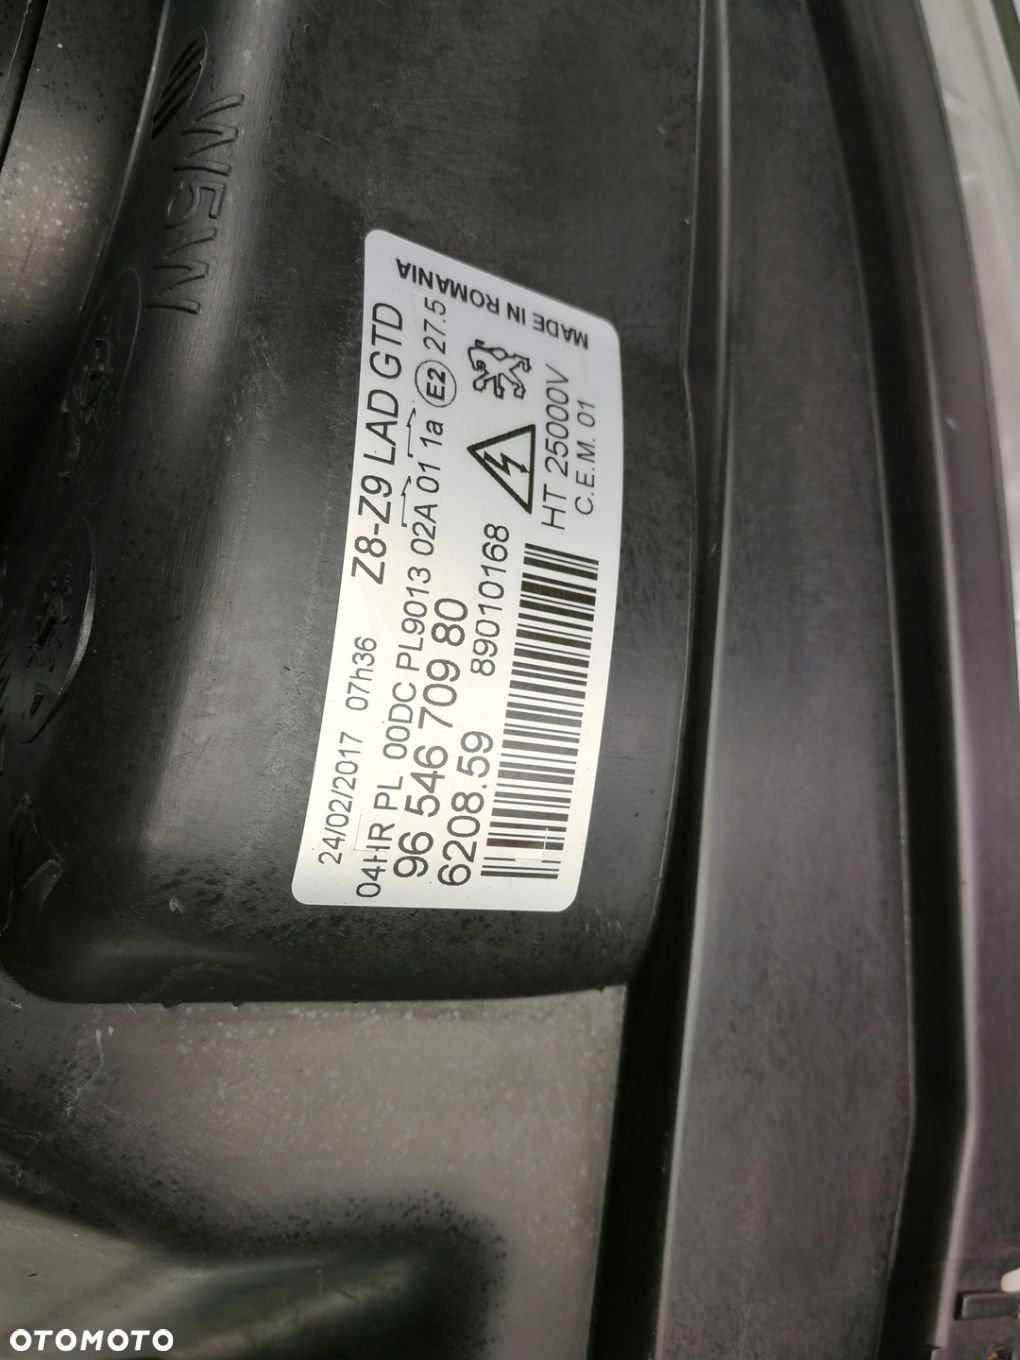 W5W
24/02/2017 07h36 Z8-Z9 LAD GTD
04HR PL 00DC PL9013 02A 01 1a E2 27.5
96 546 709 80
6208.59 89010168
HT 25000V
C.E.M. 01
MADE IN ROMANIA
OTOMOTO